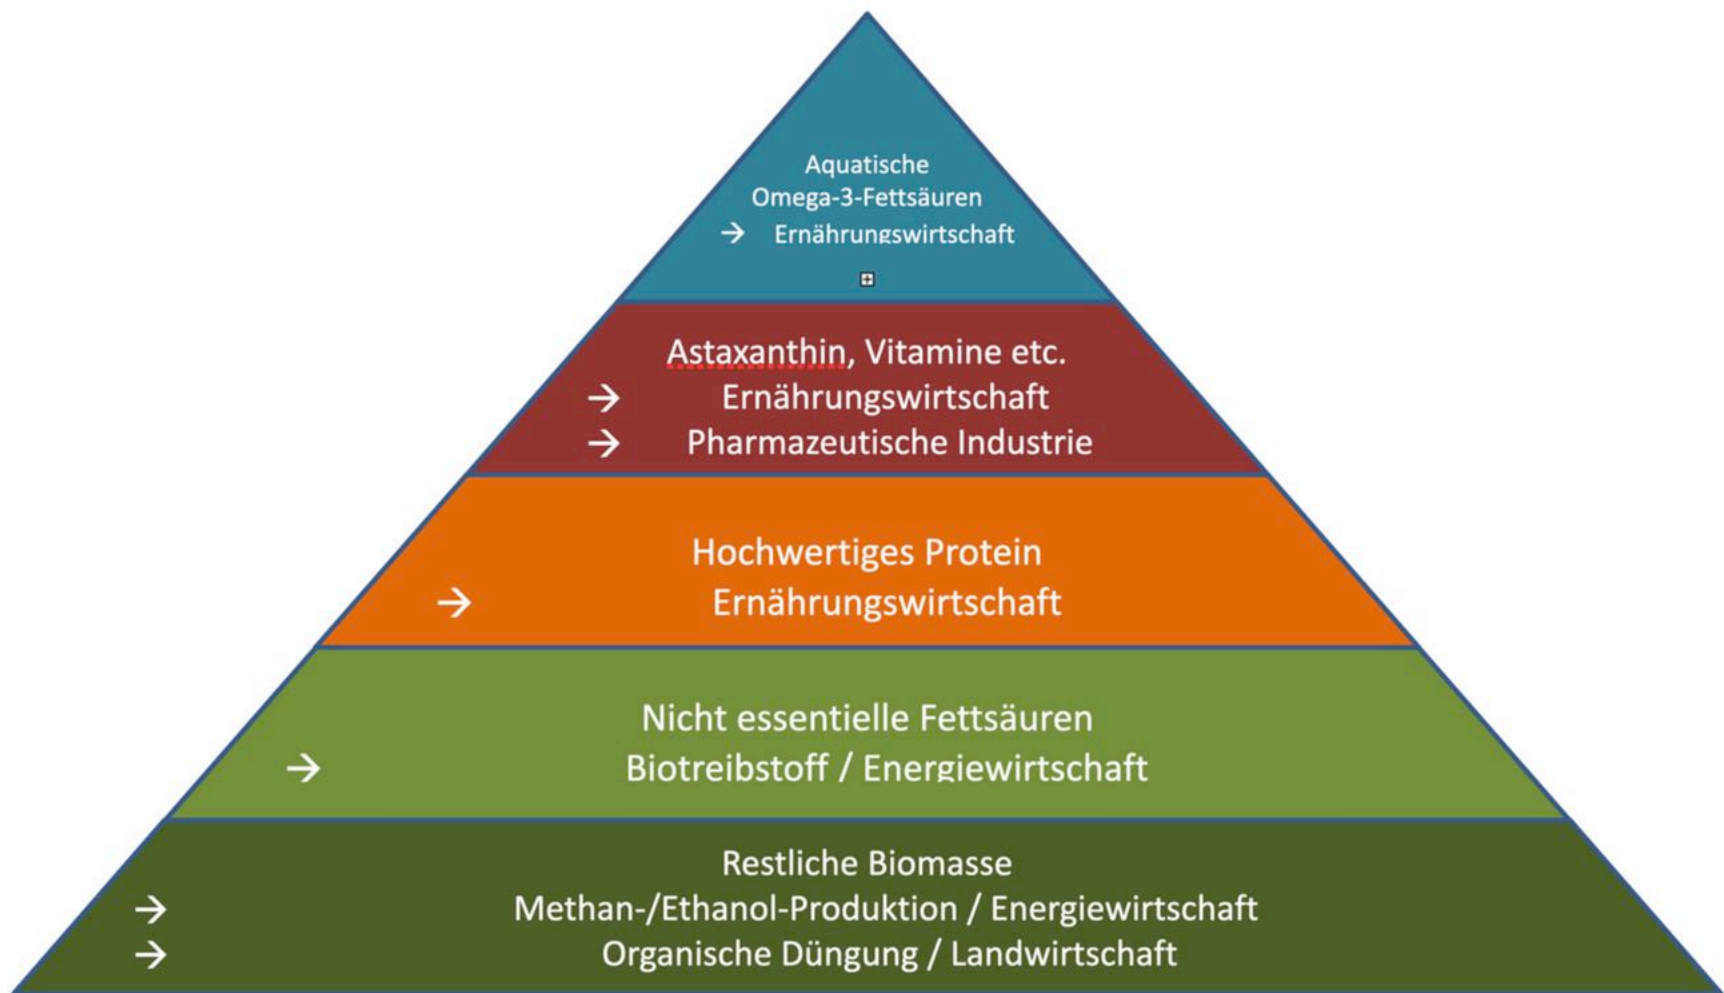 Aquatische
Omega-3-Fettsäuren
→ Ernährungswirtschaft
Astaxanthin, Vitamine etc.
→ Ernährungswirtschaft
→ Pharmazeutische Industrie
Hochwertiges Protein
→ Ernährungswirtschaft
Nicht essentielle Fettsäuren
→ Biotreibstoff / Energiewirtschaft
Restliche Biomasse
→ Methan-/Ethanol-Produktion / Energiewirtschaft
→ Organische Düngung / Landwirtschaft